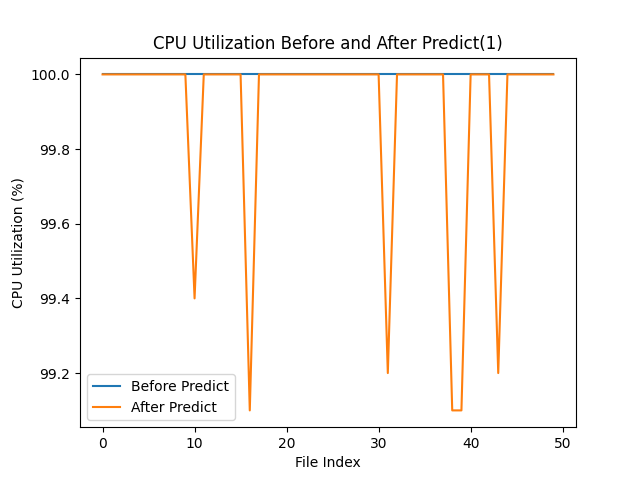 CPU Utilization Before and After Predict(1)
100.0
99.8
99.6
99.4
99.2
CPU Utilization (%)
Before Predict
After Predict
0 10 20 30 40 50
File Index